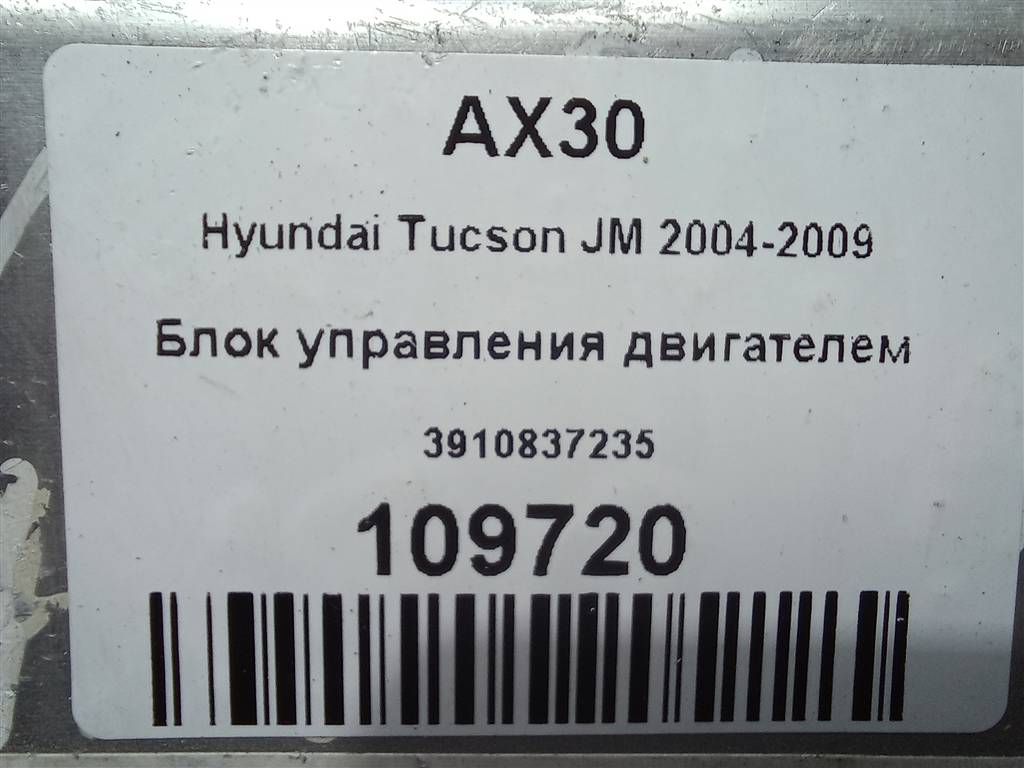 AX30
Hyundai Tucson JM 2004-2009
Блок управления двигателем
3910837235
109720